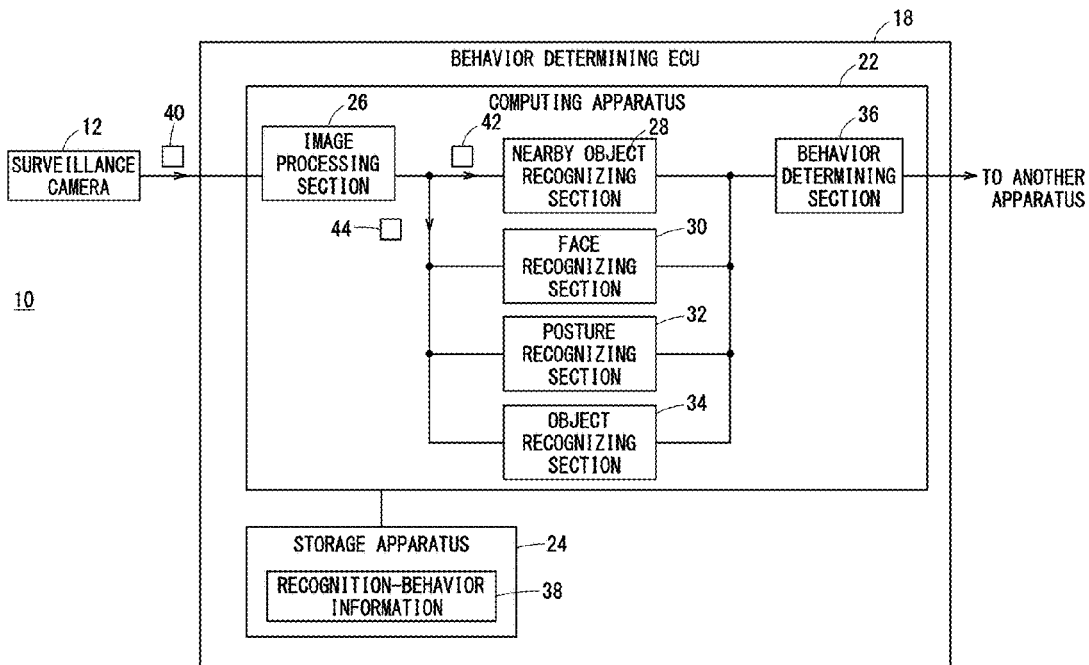 18
BEHAVIOR DETERMINING ECU
22
COMPUTING APPARATUS
12
SURVEILLANCE
CAMERA
40
26
IMAGE
PROCESSING
SECTION
42
28
NEARBY OBJECT
RECOGNIZING
SECTION
36
BEHAVIOR
DETERMINING
SECTION
TO ANOTHER
APPARATUS
44
30
FACE
RECOGNIZING
SECTION
10
32
POSTURE
RECOGNIZING
SECTION
34
OBJECT
RECOGNIZING
SECTION
STORAGE APPARATUS
24
RECOGNITION-BEHAVIOR
INFORMATION
38